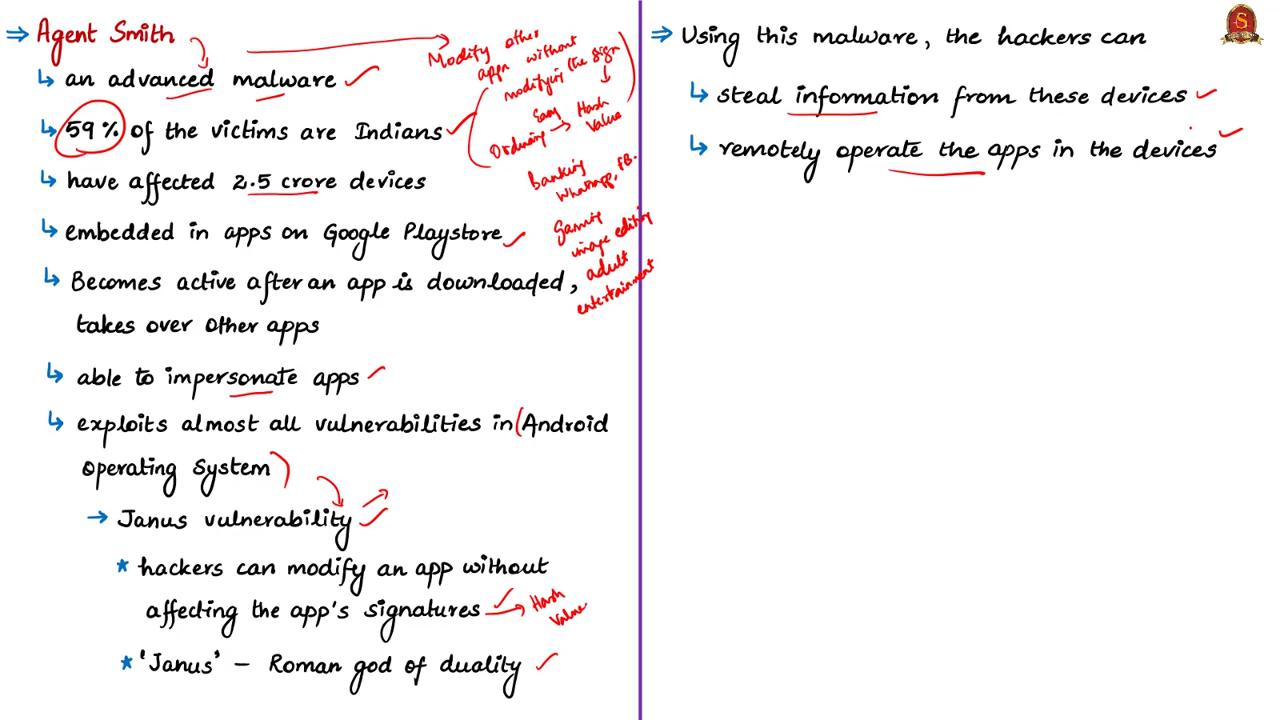 ⇒ Agent Smith
↳ an advanced malware ✓
↳ 59% of the victims are Indians ✓
↳ have affected 2.5 crore devices
↳ embedded in apps on Google Playstore ✓
↳ Becomes active after an app is downloaded,
takes over other apps
↳ able to impersonate apps ✓
↳ exploits almost all vulnerabilities in (Android
Operating System)
→ Janus vulnerability ✓
* hackers can modify an app without
affecting the app's signatures ✓ → Hash
value
* 'Janus' – Roman god of duality ✓
Modify other
appn without
modifying the sign
↓
Easy Hash
→ Value
Banking
Whatsapp, FB.
Gaming
image editing
adult
entertainment
⇒ Using this malware, the hackers can
↳ steal information from these devices ✓
↳ remotely operate the apps in the devices ✓
S